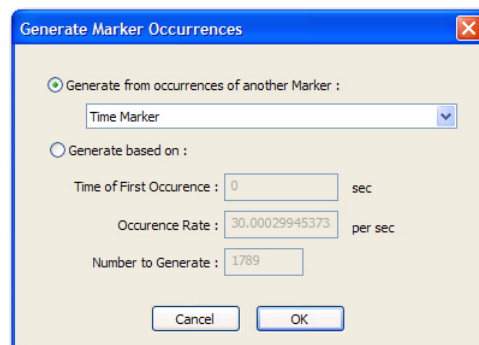 Generate Marker Occurrences
Generate from occurrences of another Marker :
Time Marker
Generate based on :
Time of First Occurence : 0 sec
Occurence Rate : 30.00029945373 per sec
Number to Generate : 1789
Cancel OK